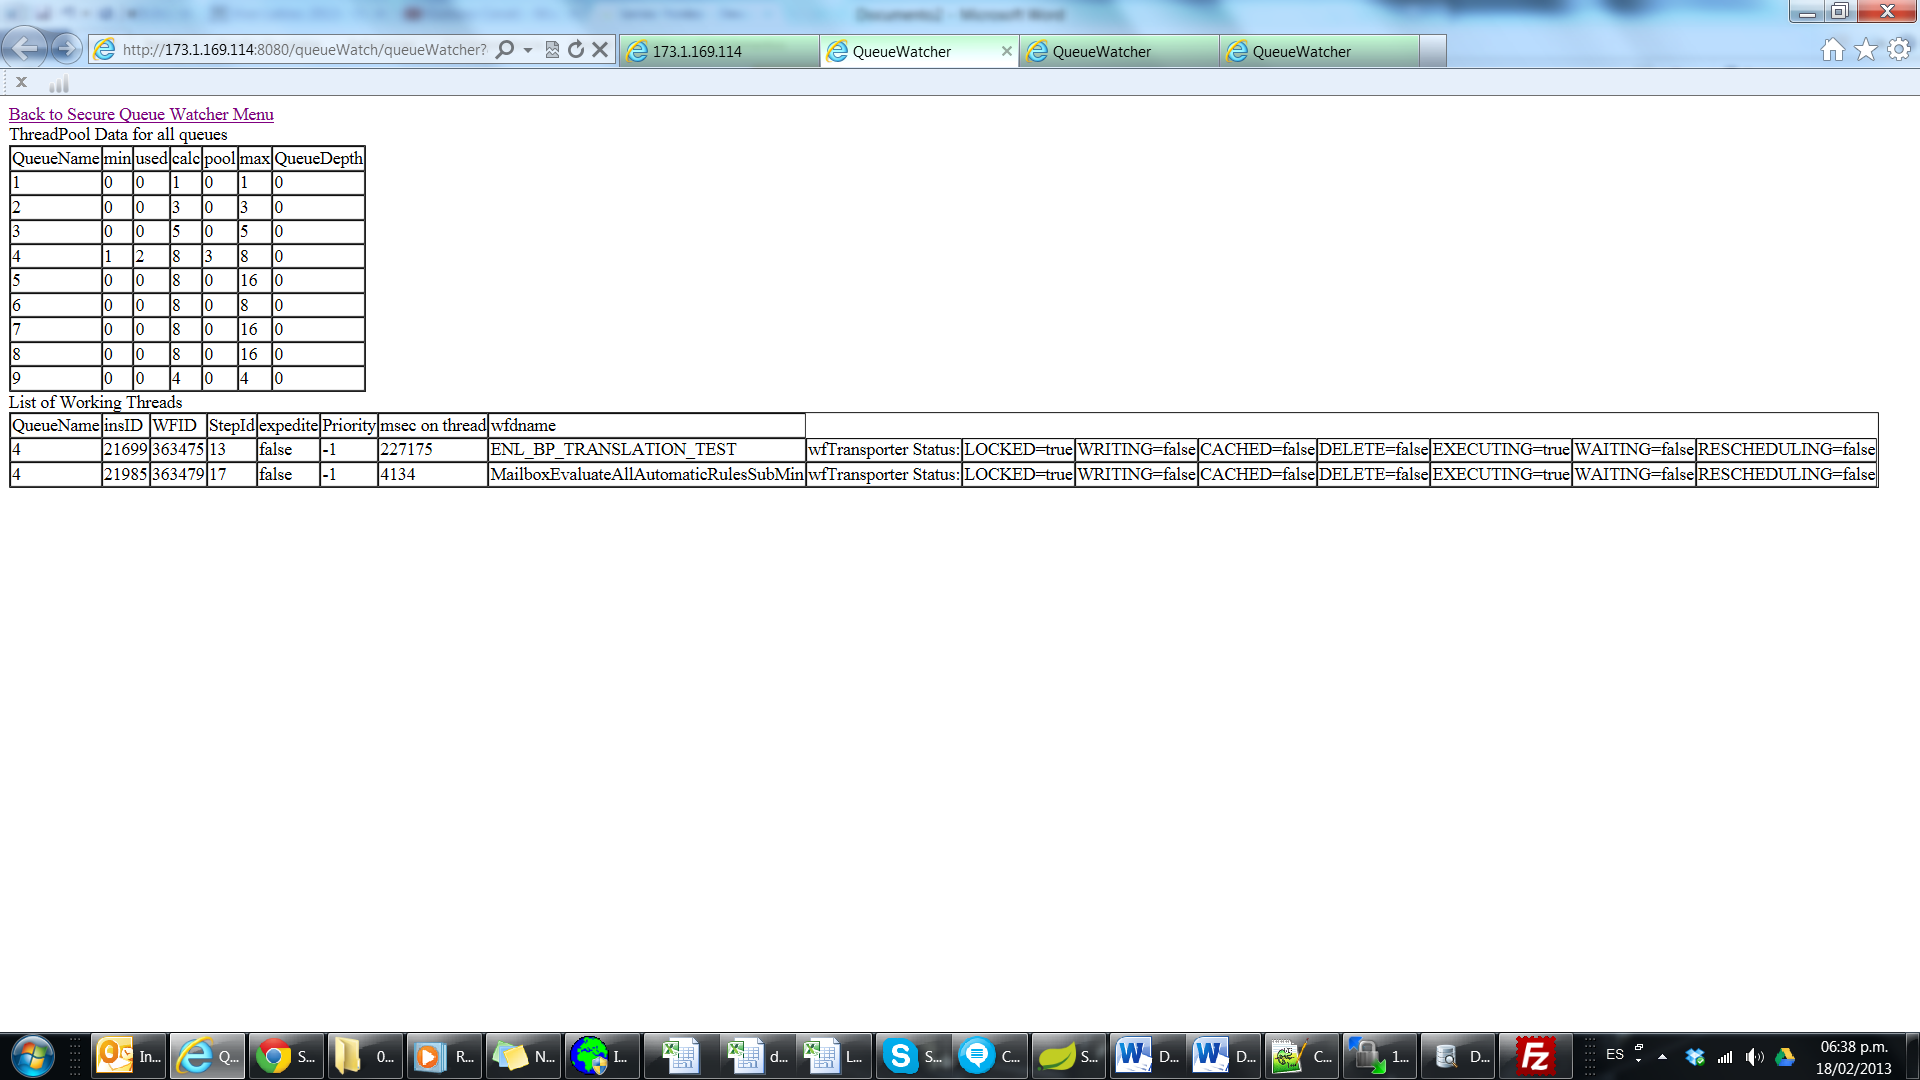 Documento2 - Microsoft Word
http://173.1.169.114:8080/queueWatch/queueWatcher? 173.1.169.114 QueueWatcher QueueWatcher QueueWatcher
Back to Secure Queue Watcher Menu
ThreadPool Data for all queues
QueueName min used calc pool max QueueDepth
1 0 0 1 0 1 0
2 0 0 3 0 3 0
3 0 0 5 0 5 0
4 1 2 8 3 8 0
5 0 0 8 0 16 0
6 0 0 8 0 8 0
7 0 0 8 0 16 0
8 0 0 8 0 16 0
9 0 0 4 0 4 0
List of Working Threads
QueueName insID WFID StepId expedite Priority msec on thread wfdname
4 21699 363475 13 false -1 227175 ENL_BP_TRANSLATION_TEST wfTransporter Status: LOCKED=true WRITING=false CACHED=false DELETE=false EXECUTING=true WAITING=false RESCHEDULING=false
4 21985 363479 17 false -1 4134 MailboxEvaluateAllAutomaticRulesSubMin wfTransporter Status: LOCKED=true WRITING=false CACHED=false DELETE=false EXECUTING=true WAITING=false RESCHEDULING=false
In... Q... S... 0... R... N... I... d... L... S... C... S... D... D... C... 1... D... ES 06:38 p.m.
18/02/2013